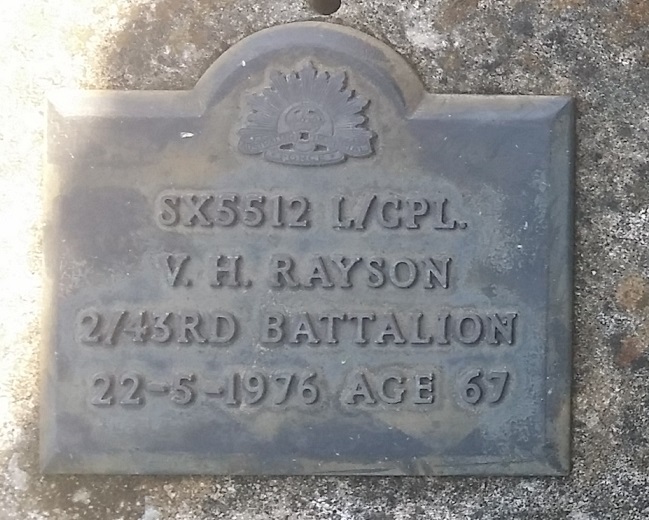 SX5512 L/CPL.
V. H. RAYSON
2/43RD BATTALION
22-5-1976 AGE 67